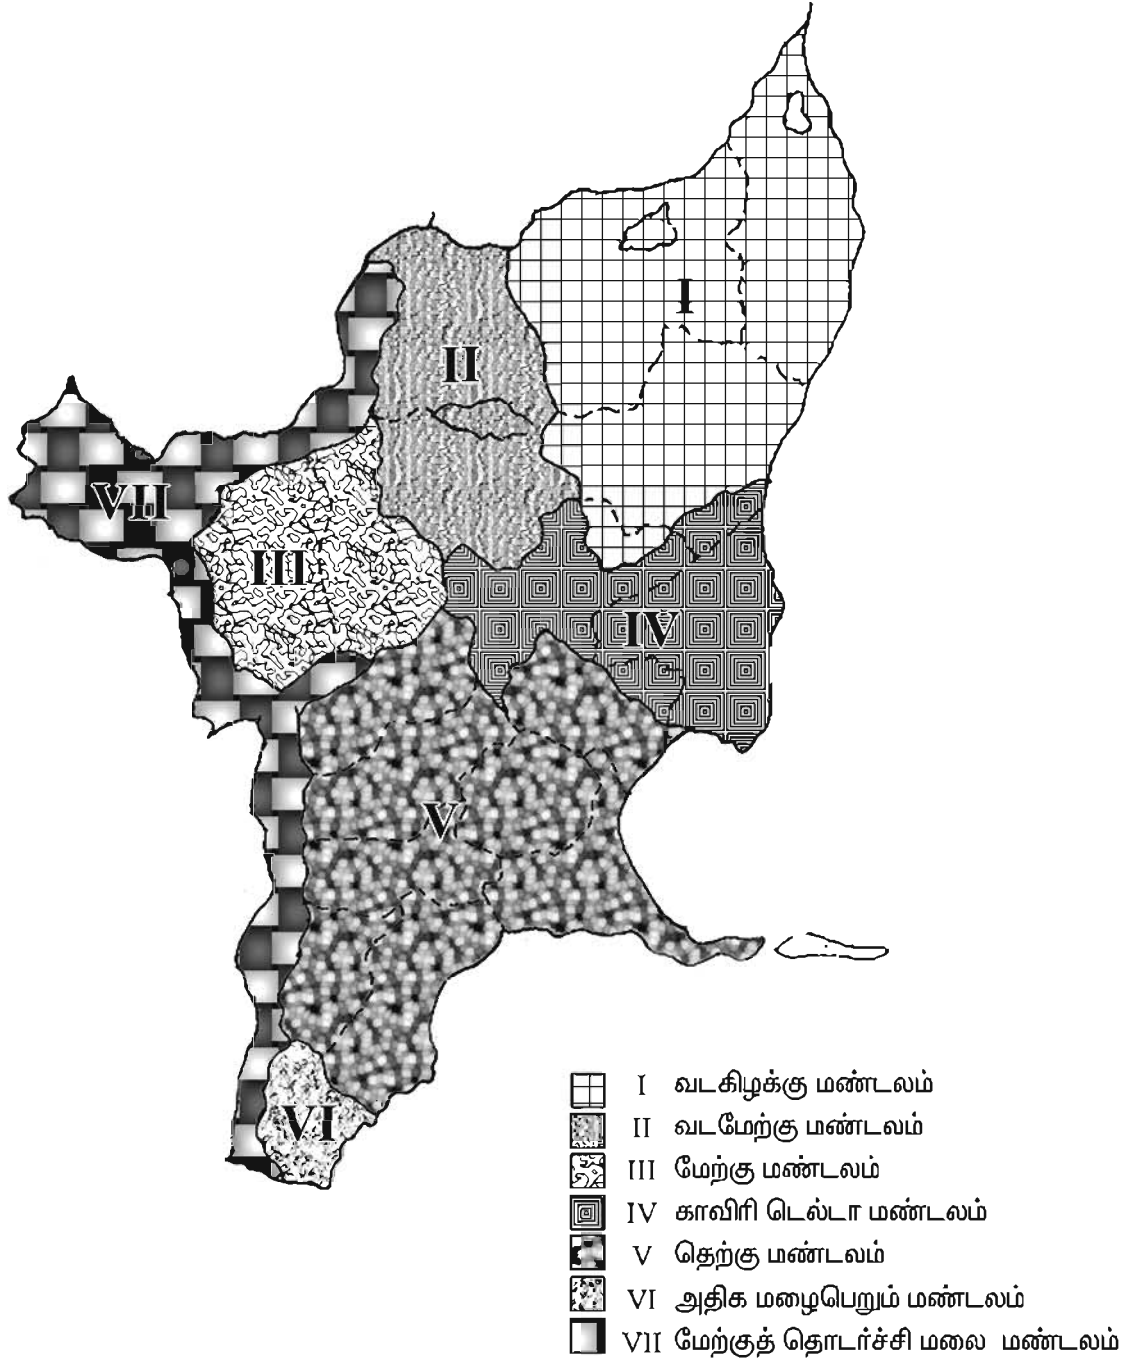 I
II
VII
III
IV
V
VI
I வடகிழக்கு மண்டலம்
II வடமேற்கு மண்டலம்
III மேற்கு மண்டலம்
IV காவிரி டெல்டா மண்டலம்
V தெற்கு மண்டலம்
VI அதிக மழைபெறும் மண்டலம்
VII மேற்குத் தொடர்ச்சி மலை மண்டலம்